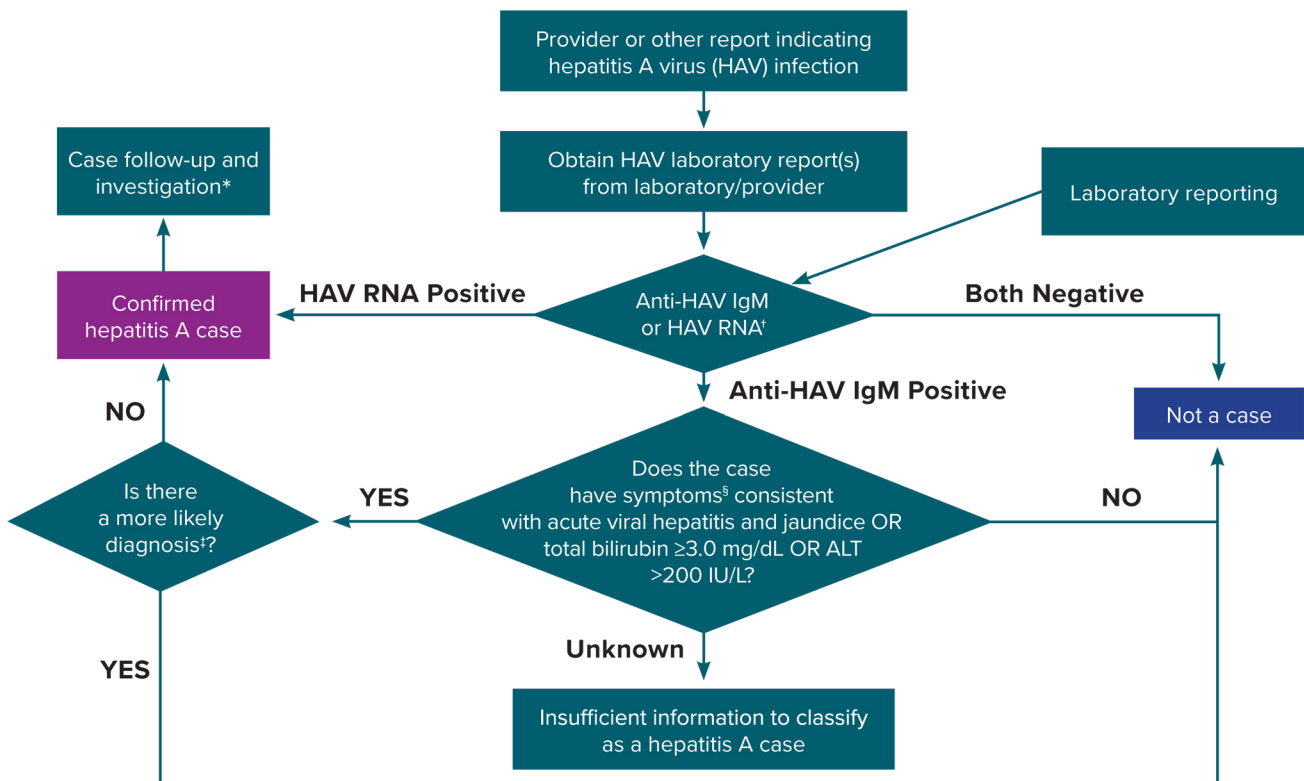 Provider or other report indicating
hepatitis A virus (HAV) infection
Case follow-up and
investigation*
Obtain HAV laboratory report(s)
from laboratory/provider
Laboratory reporting
HAV RNA Positive
Anti-HAV IgM
or HAV RNA†
Both Negative
Confirmed
hepatitis A case
Anti-HAV IgM Positive
Not a case
NO
Is there
a more likely
diagnosis‡?
YES
Does the case
have symptoms§ consistent
with acute viral hepatitis and jaundice OR
total bilirubin ≥3.0 mg/dL OR ALT
>200 IU/L?
NO
YES
Unknown
Insufficient information to classify
as a hepatitis A case